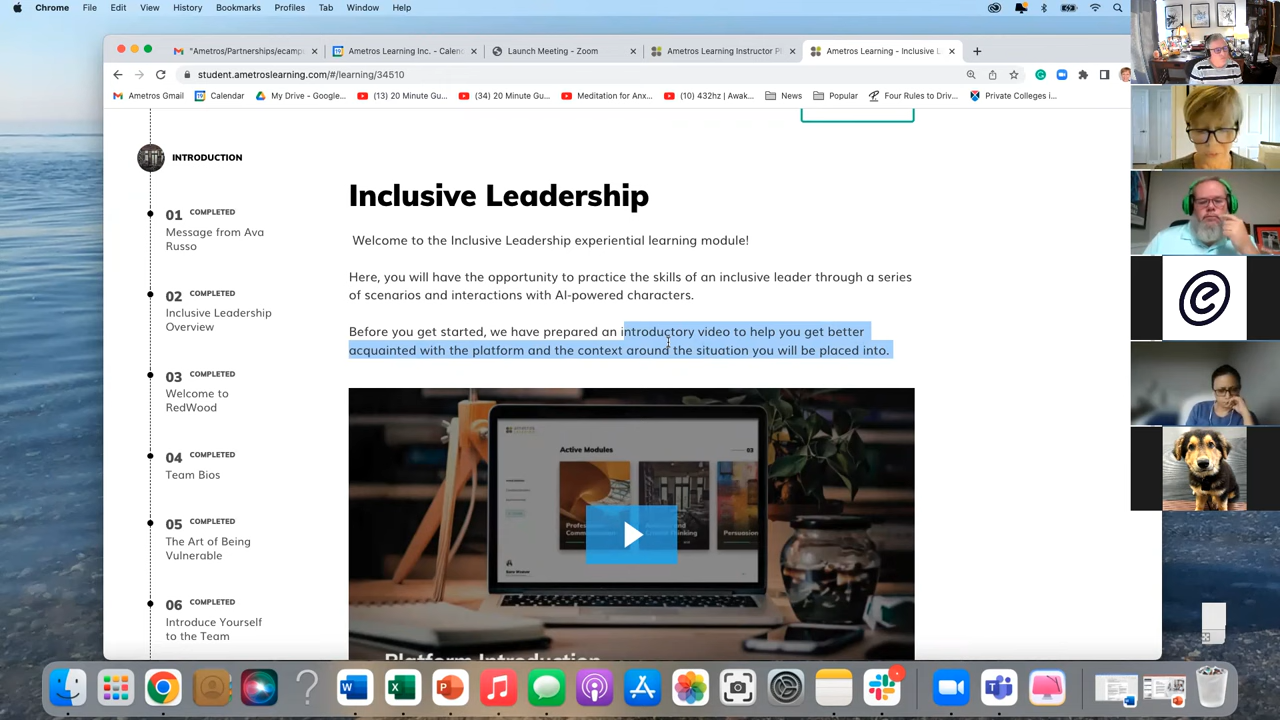 Chrome File Edit View History Bookmarks Profiles Tab Window Help
"Ametros/Partnerships/ecamp
Ametros Learning Inc. - Calen
Launch Meeting - Zoom
Ametros Learning Instructor Pl
Ametros Learning - Inclusive L
student.ametroslearning.com/#/learning/34510
Ametros Gmail
Calendar
My Drive - Google...
(13) 20 Minute Gu...
(34) 20 Minute Gu...
Meditation for Anx...
(10) 432hz | Awak...
News
Popular
Four Rules to Driv...
Private Colleges i...
INTRODUCTION
01 COMPLETED
Message from Ava
Russo
02 COMPLETED
Inclusive Leadership
Overview
03 COMPLETED
Welcome to
RedWood
04 COMPLETED
Team Bios
05 COMPLETED
The Art of Being
Vulnerable
06 COMPLETED
Introduce Yourself
to the Team
Inclusive Leadership
Welcome to the Inclusive Leadership experiential learning module!
Here, you will have the opportunity to practice the skills of an inclusive leader through a series
of scenarios and interactions with AI-powered characters.
Before you get started, we have prepared an introductory video to help you get better
acquainted with the platform and the context around the situation you will be placed into.
Active Modules
03
Persuasion
Platform Introduction